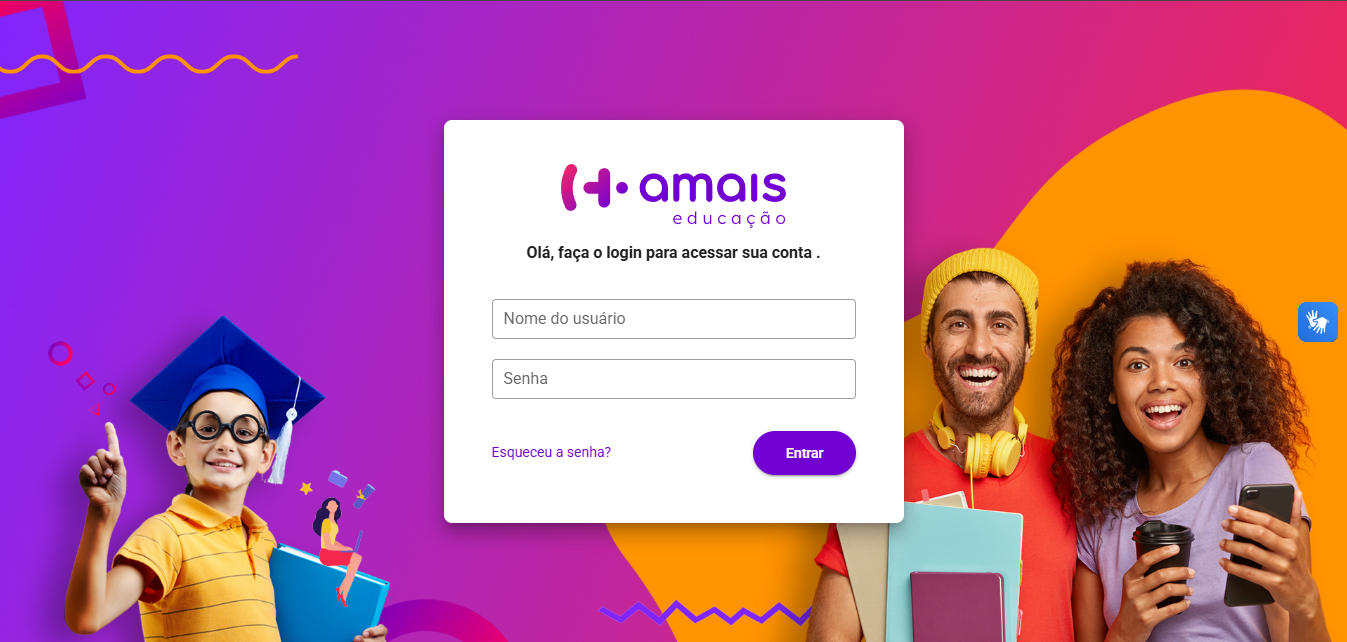 amais
educação
Olá, faça o login para acessar sua conta .
Nome do usuário
Senha
Esqueceu a senha?
Entrar